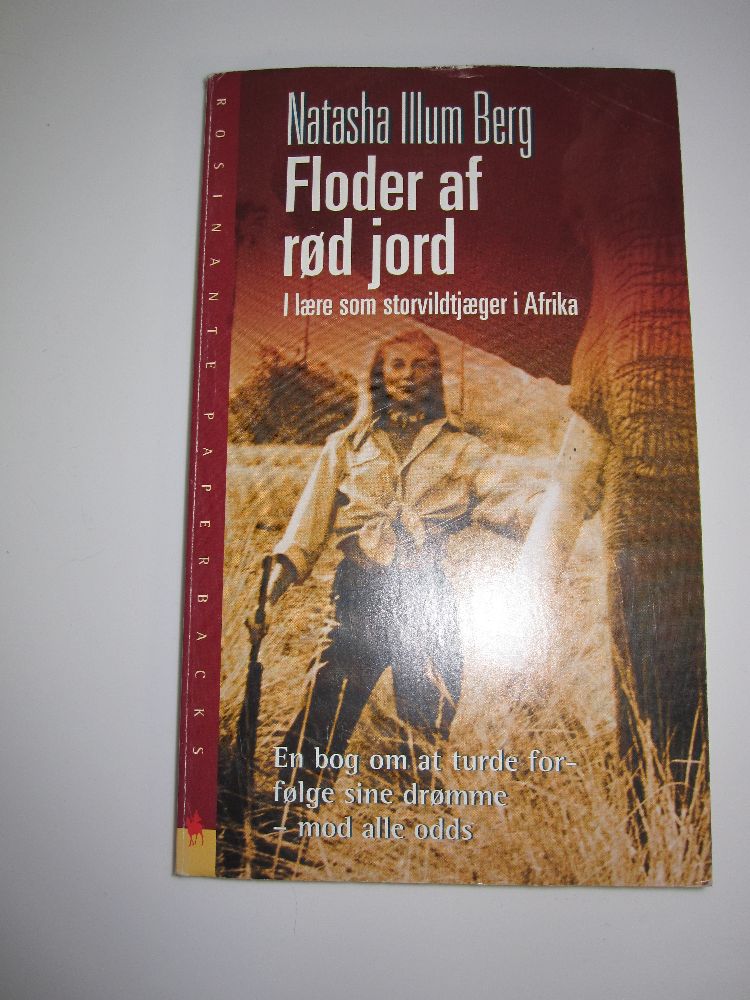 Natasha Illum Berg
Floder af
rød jord
I lære som storvildtjæger i Afrika
En bog om at turde for-
følge sine drømme
– mod alle odds
ROSINANTE PAPERBACKS